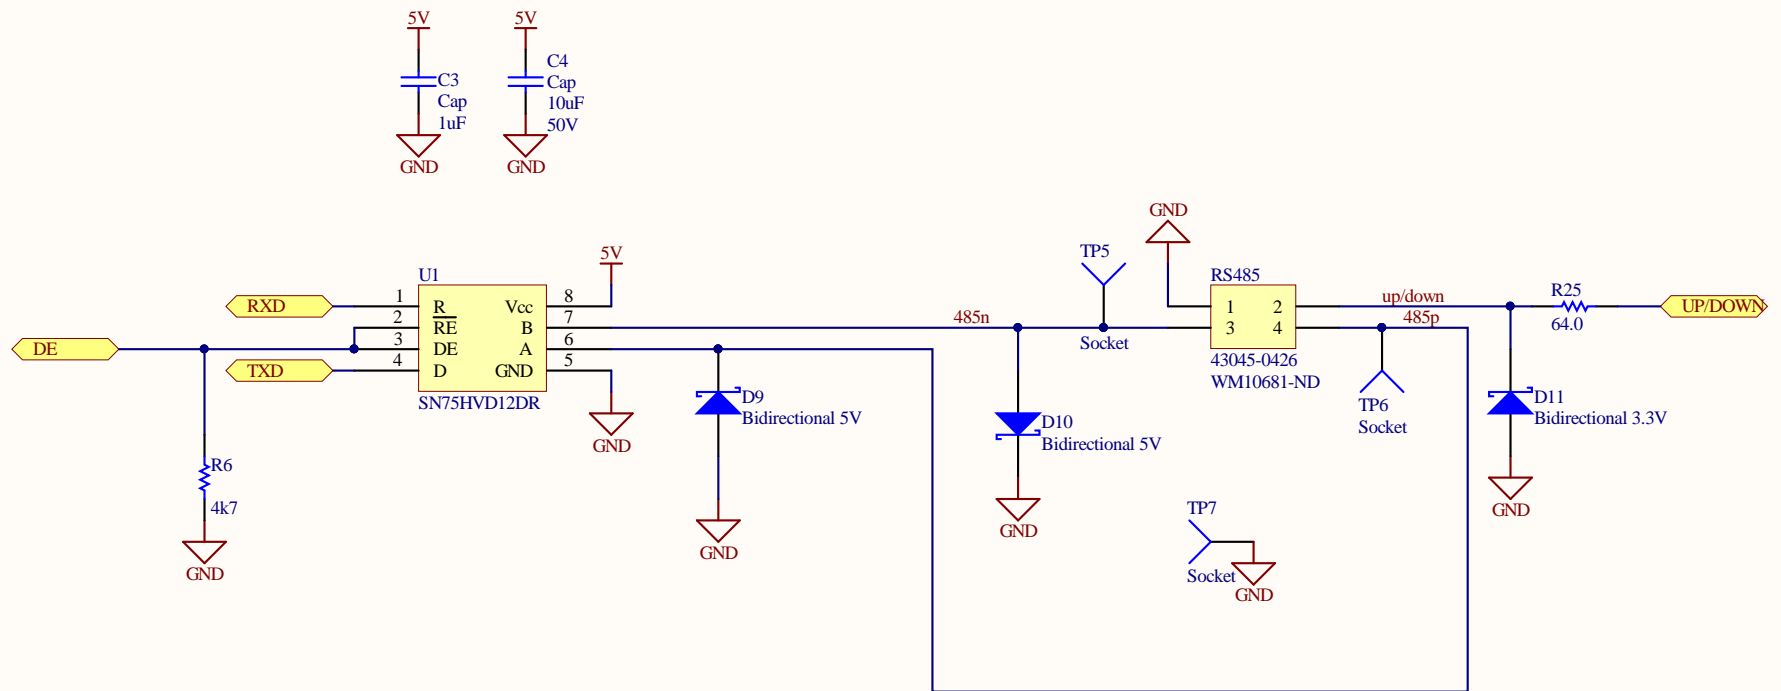 5V
5V
C3
Cap
1uF
C4
Cap
10uF
50V
GND
GND
GND
TP5
5V
U1
RS485
RXD
1
R
Vcc
8
1
2
up/down
R25
64.0
UP/DOWN
2
RE
B
7
485n
3
4
485p
Socket
DE
3
DE
A
6
TXD
4
D
GND
5
43045-0426
WM10681-ND
SN75HVD12DR
D9
Bidirectional 5V
TP6
Socket
D11
Bidirectional 3.3V
D10
Bidirectional 5V
GND
R6
4k7
TP7
GND
GND
GND
GND
Socket
GND